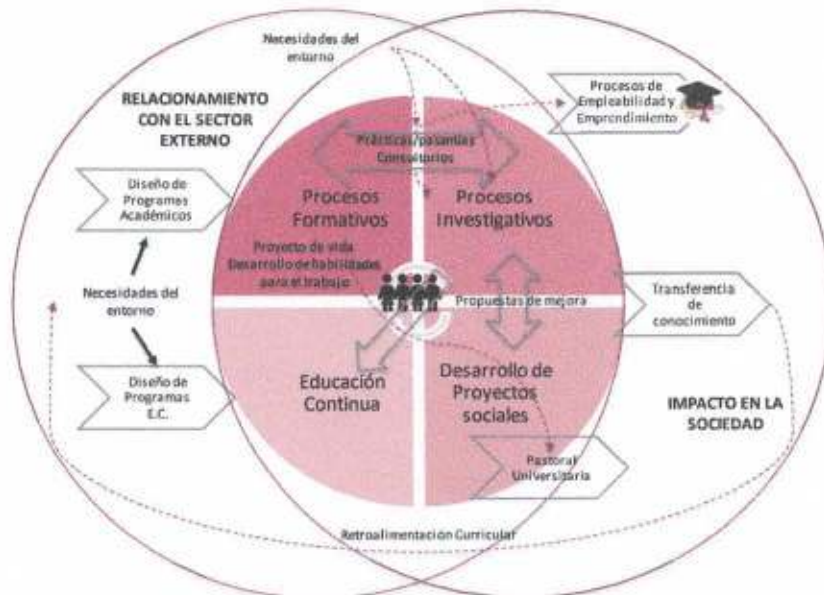 Necesidades del
entorno
RELACIONAMIENTO
CON EL SECTOR
EXTERNO
Procesos de
Empleabilidad y
Emprendimiento
Prácticas/pasantías
Consultorios
Diseño de
Programas
Académicos
Procesos
Formativos
Procesos
Investigativos
Proyecto de vida
Desarrollo de habilidades
para el trabajo
Necesidades del
entorno
Propuestas de mejora
Transferencia
de
conocimiento
Diseño de
Programas
E.C.
Educación
Continua
Desarrollo de
Proyectos
sociales
IMPACTO EN LA
SOCIEDAD
Pastoral
Universitaria
Retroalimentación Curricular